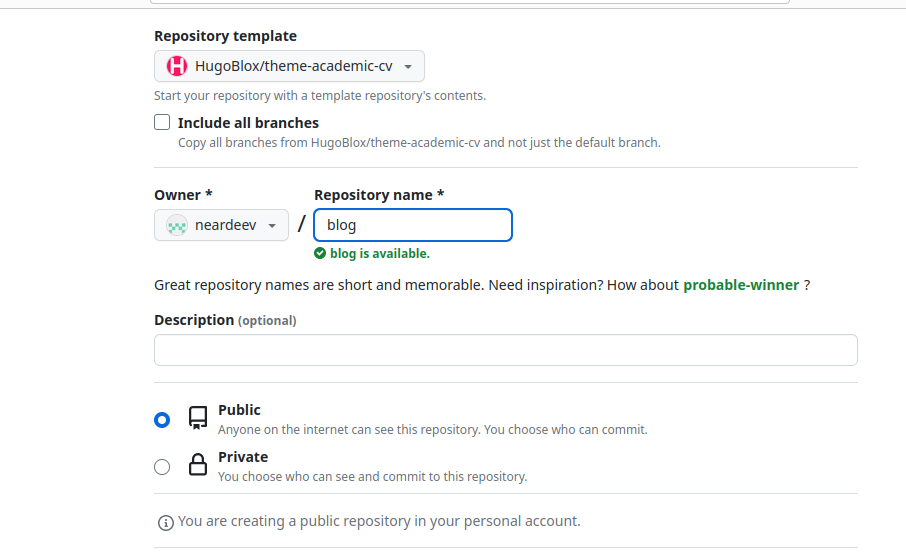 Repository template
HugoBlox/theme-academic-cv
Start your repository with a template repository's contents.
Include all branches
Copy all branches from HugoBlox/theme-academic-cv and not just the default branch.
Owner * Repository name *
neardeev / blog
blog is available.
Great repository names are short and memorable. Need inspiration? How about probable-winner ?
Description (optional)
Public
Anyone on the internet can see this repository. You choose who can commit.
Private
You choose who can see and commit to this repository.
You are creating a public repository in your personal account.